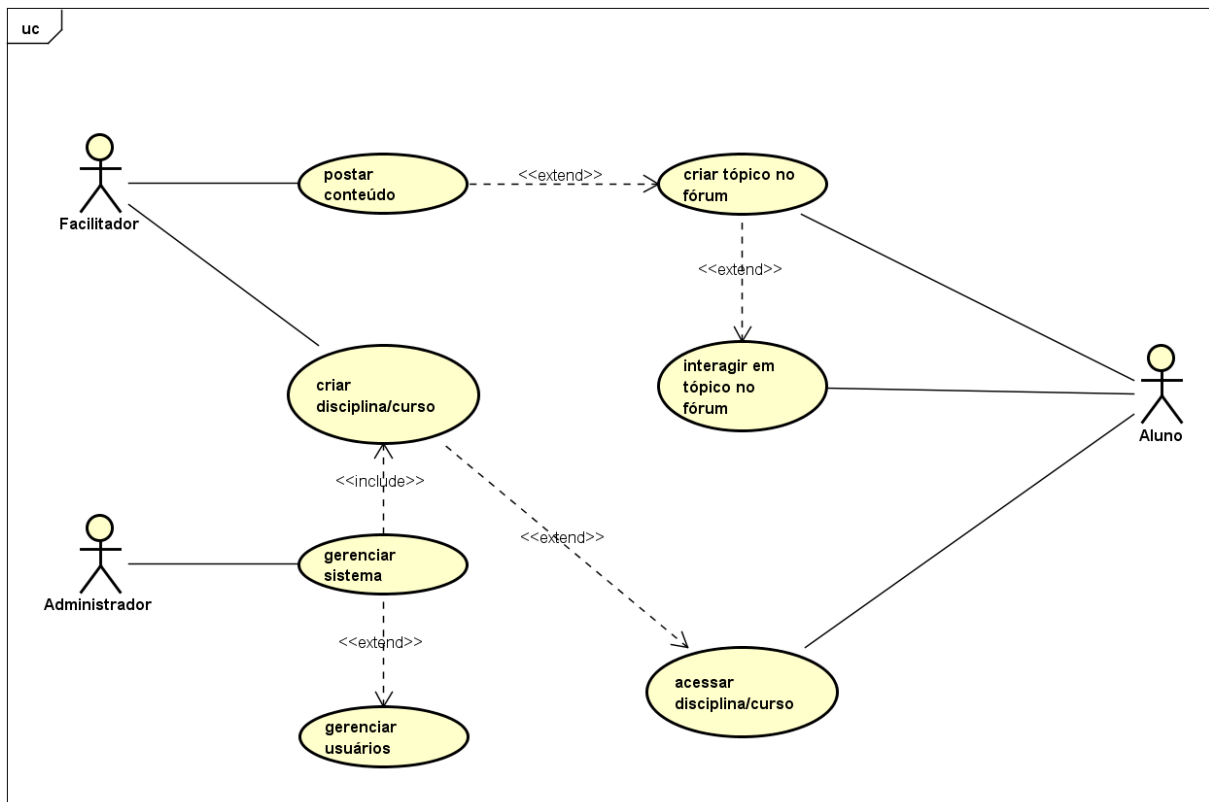 uc
Facilitador
postar
conteúdo
<<extend>>
criar tópico no
fórum
<<extend>>
criar
disciplina/curso
interagir em
tópico no
fórum
Aluno
<<include>>
Administrador
gerenciar
sistema
<<extend>>
<<extend>>
acessar
disciplina/curso
gerenciar
usuários